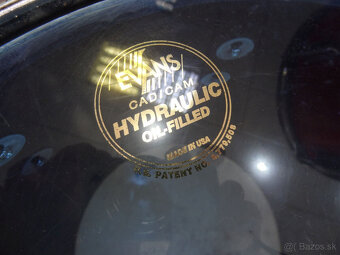 EVANS
CAD/CAM
HYDRAULIC
OIL-FILLED
MADE IN USA
PATENT NO.
© Bazos.sk